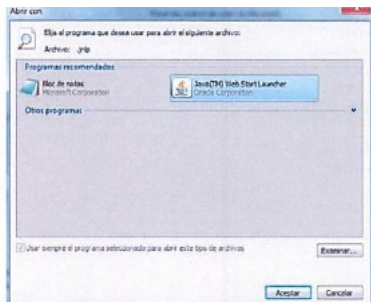 Abrir con
Elija el programa que desea usar para abrir el siguiente archivo:
Archivo: .jnlp
Programas recomendados
Bloc de notas
Microsoft Corporation
Java(TM) Web Start Launcher
Oracle Corporation
Otros programas
Usar siempre el programa seleccionado para abrir este tipo de archivos
Examinar...
Aceptar
Cancelar